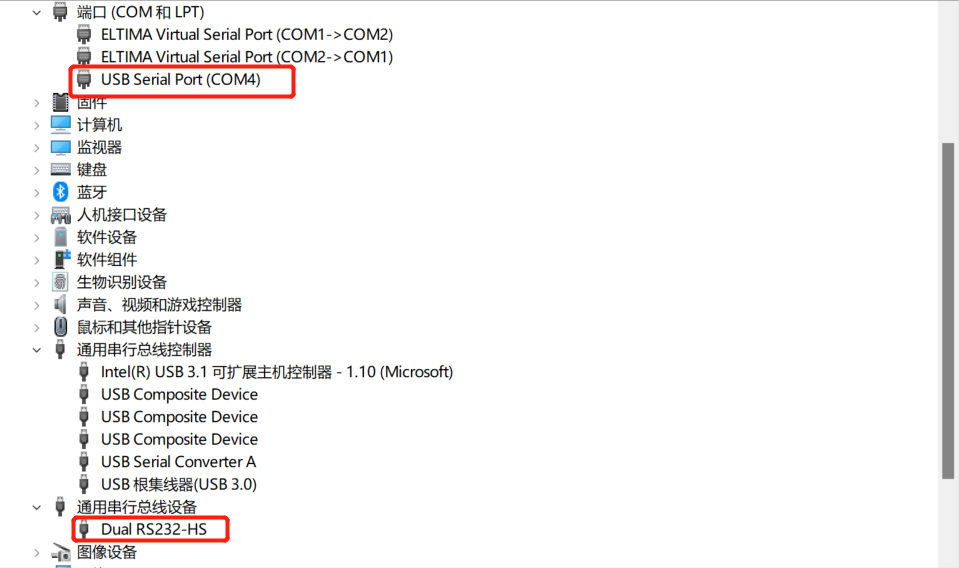 端口 (COM 和 LPT)
ELTIMA Virtual Serial Port (COM1->COM2)
ELTIMA Virtual Serial Port (COM2->COM1)
USB Serial Port (COM4)
固件
计算机
监视器
键盘
蓝牙
人机接口设备
软件设备
软件组件
生物识别设备
声音、视频和游戏控制器
鼠标和其他指针设备
通用串行总线控制器
Intel(R) USB 3.1 可扩展主机控制器 - 1.10 (Microsoft)
USB Composite Device
USB Composite Device
USB Composite Device
USB Serial Converter A
USB 根集线器(USB 3.0)
通用串行总线设备
Dual RS232-HS
图像设备